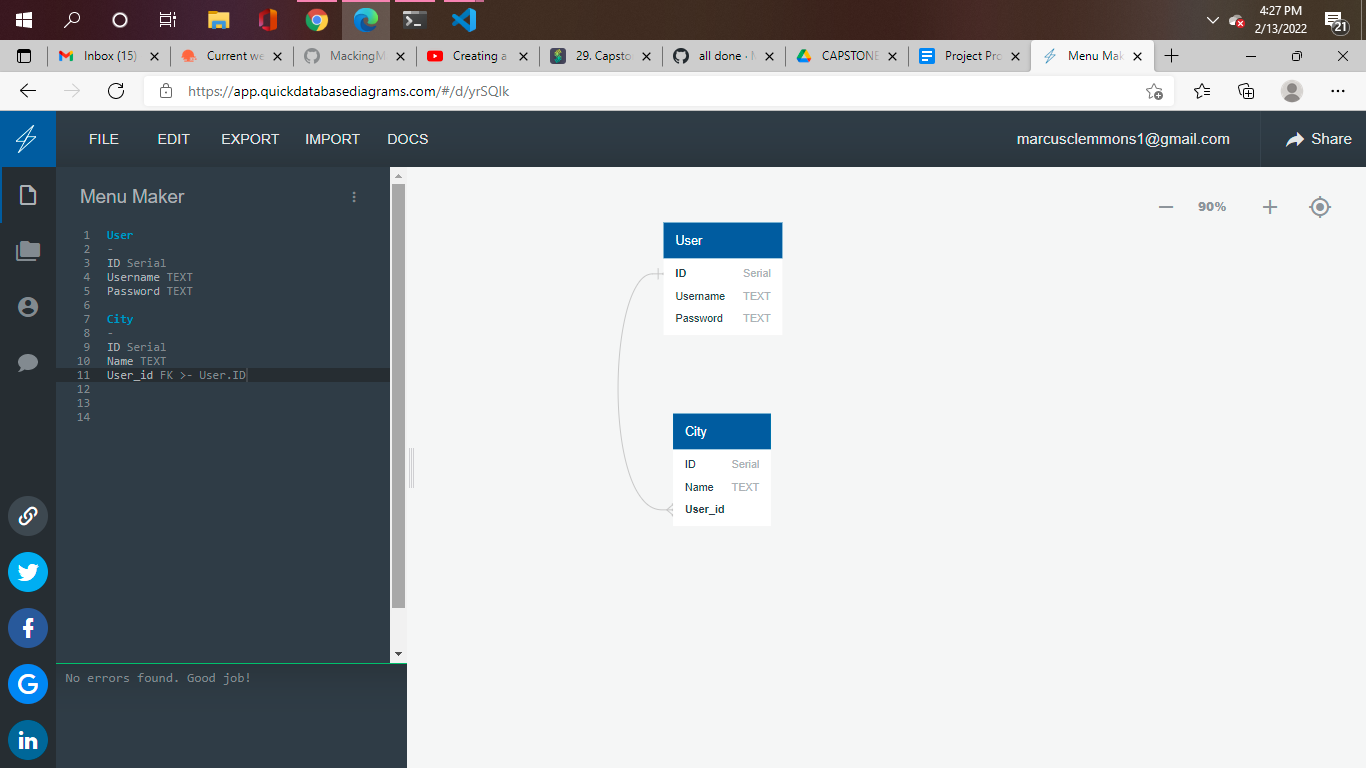 4:27 PM
2/13/2022
21
Inbox (15)
Current we
MackingM
Creating a
29. Capsto
all done -
CAPSTONE
Project Pro
Menu Mak
https://app.quickdatabasediagrams.com/#/d/yrSQlk
FILE EDIT EXPORT IMPORT DOCS
marcusclemmons1@gmail.com
Share
Menu Maker
1 User
2 -
3 ID Serial
4 Username TEXT
5 Password TEXT
6
7 City
8 -
9 ID Serial
10 Name TEXT
11 User_id FK >- User.ID
12
13
14
No errors found. Good job!
90%
User
ID Serial
Username TEXT
Password TEXT
City
ID Serial
Name TEXT
User_id